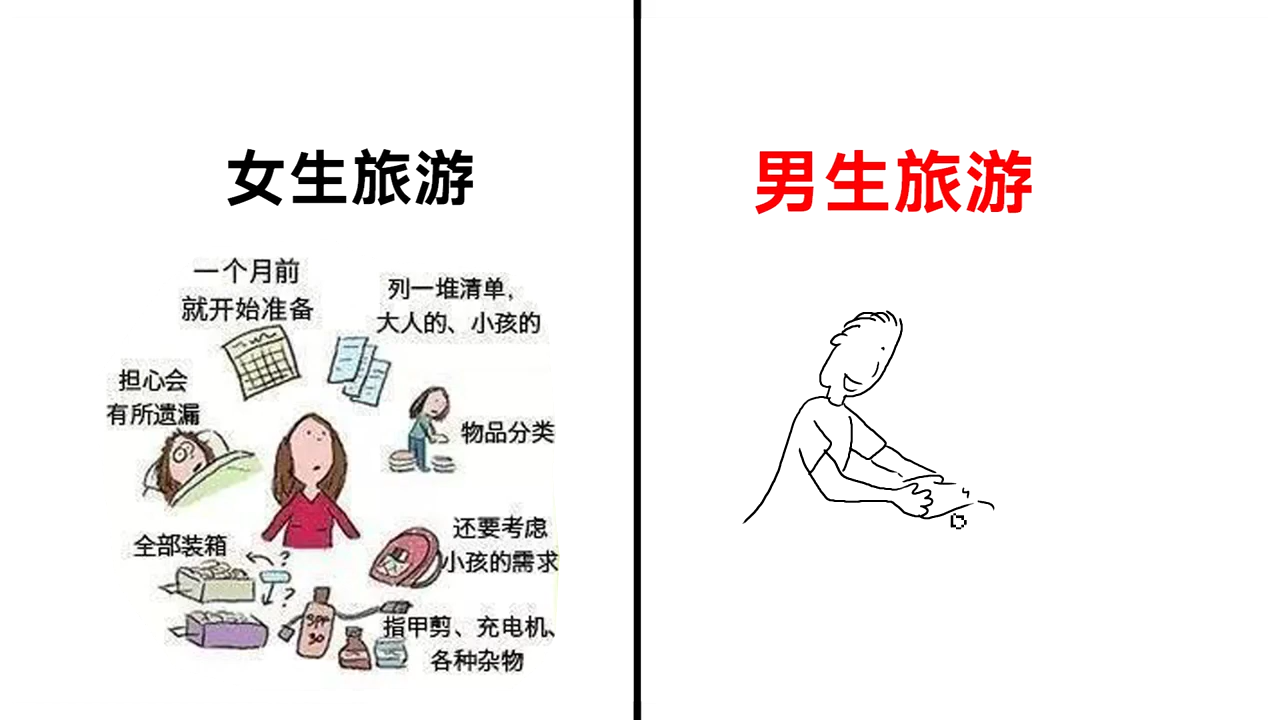 女生旅游
男生旅游
一个月前
就开始准备
列一堆清单，
大人的、小孩的
担心会
有所遗漏
物品分类
全部装箱
还要考虑
小孩的需求
?
?
SPF
30
指甲剪、充电机、
各种杂物